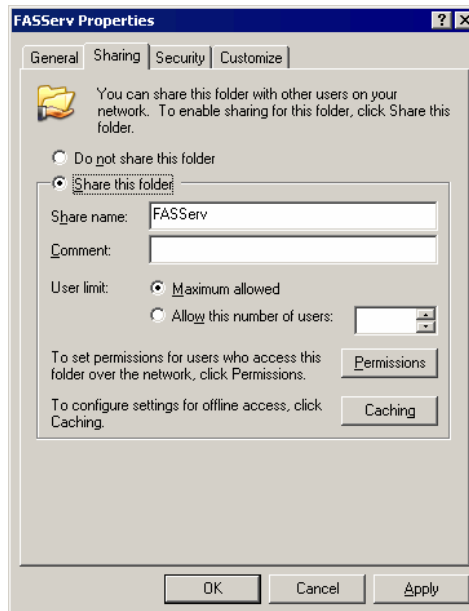 FASServ Properties
General Sharing Security Customize
You can share this folder with other users on your
network. To enable sharing for this folder, click Share this
folder.
Do not share this folder
Share this folder
Share name: FASServ
Comment:
User limit: Maximum allowed
Allow this number of users:
To set permissions for users who access this
folder over the network, click Permissions.
Permissions
To configure settings for offline access, click
Caching.
Caching
OK Cancel Apply